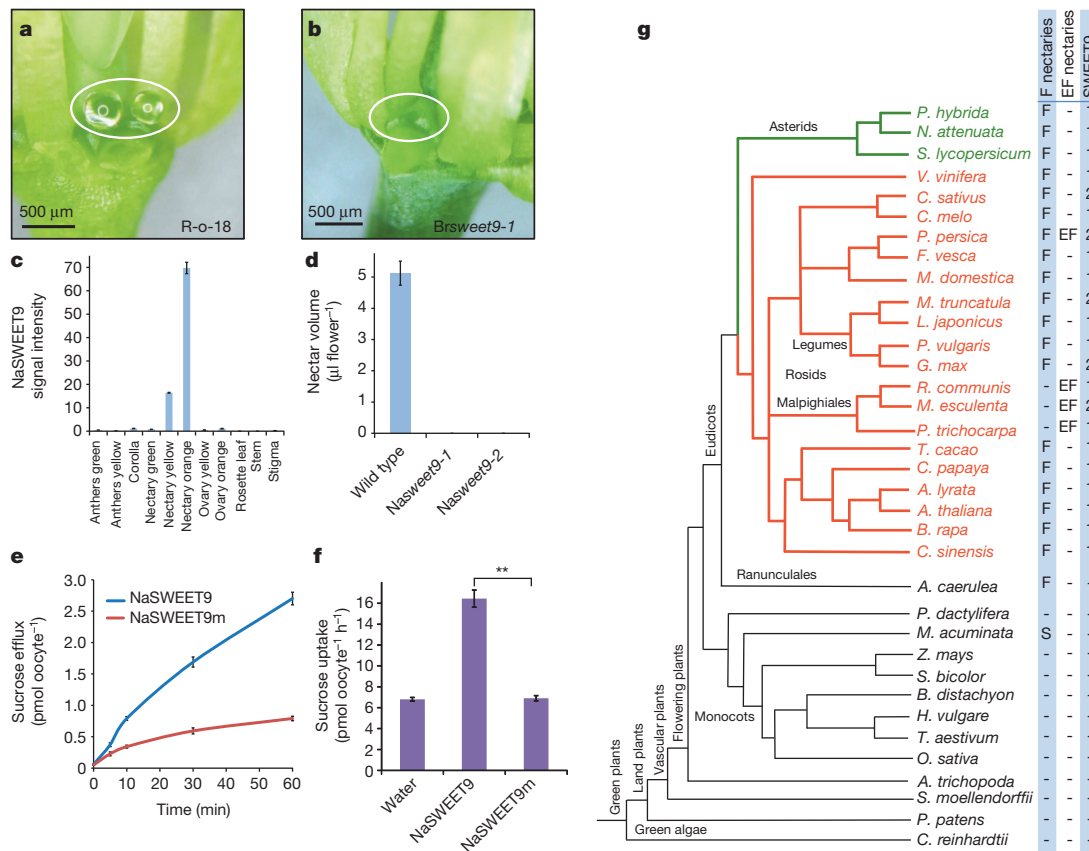 a
500 µm
R-o-18
b
500 µm
Brsweet9-1
c
NaSWEET9
signal intensity
70
60
50
40
30
20
10
0
Anthers green
Anthers yellow
Corolla
Nectary green
Nectary yellow
Nectary orange
Ovary yellow
Ovary orange
Rosette leaf
Stem
Stigma
d
Nectar volume
(µl flower⁻¹)
5
4
3
2
1
0
Wild type
Nasweet9-1
Nasweet9-2
e
Sucrose efflux
(pmol oocyte⁻¹)
3.0
2.5
2.0
1.5
1.0
0.5
0
NaSWEET9
NaSWEET9m
0 10 20 30 40 50 60
Time (min)
f
Sucrose uptake
(pmol oocyte⁻¹ h⁻¹)
16
14
12
10
8
6
4
2
0
**
Water
NaSWEET9
NaSWEET9m
g
F nectaries
EF nectaries
SWEET9
P. hybrida F -
N. attenuata F -
S. lycopersicum F -
V. vinifera F -
C. sativus F - 2
C. melo F -
P. persica F EF 2
F. vesca F -
M. domestica F -
M. truncatula F - 2
L. japonicus F -
P. vulgaris F -
G. max F - 2
R. communis - EF
M. esculenta - EF 2
P. trichocarpa - EF
T. cacao F -
C. papaya F -
A. lyrata F -
A. thaliana F -
B. rapa F -
C. sinensis F -
A. caerulea F -
P. dactylifera - -
M. acuminata S -
Z. mays - -
S. bicolor - -
B. distachyon - -
H. vulgare - -
T. aestivum - -
O. sativa - -
A. trichopoda - -
S. moellendorffii - -
P. patens - -
C. reinhardtii - -
Asterids
Legumes
Rosids
Malpighiales
Eudicots
Ranunculales
Monocots
Flowering plants
Vascular plants
Land plants
Green plants
Green algae